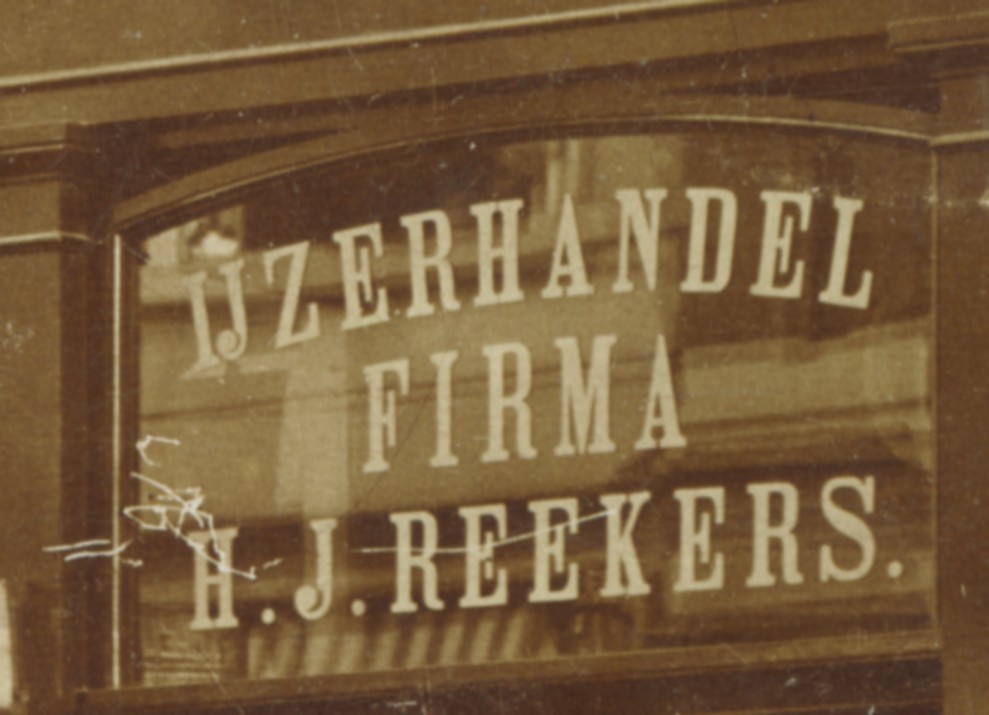 IJZERHANDEL
FIRMA
H.J. REEKERS.